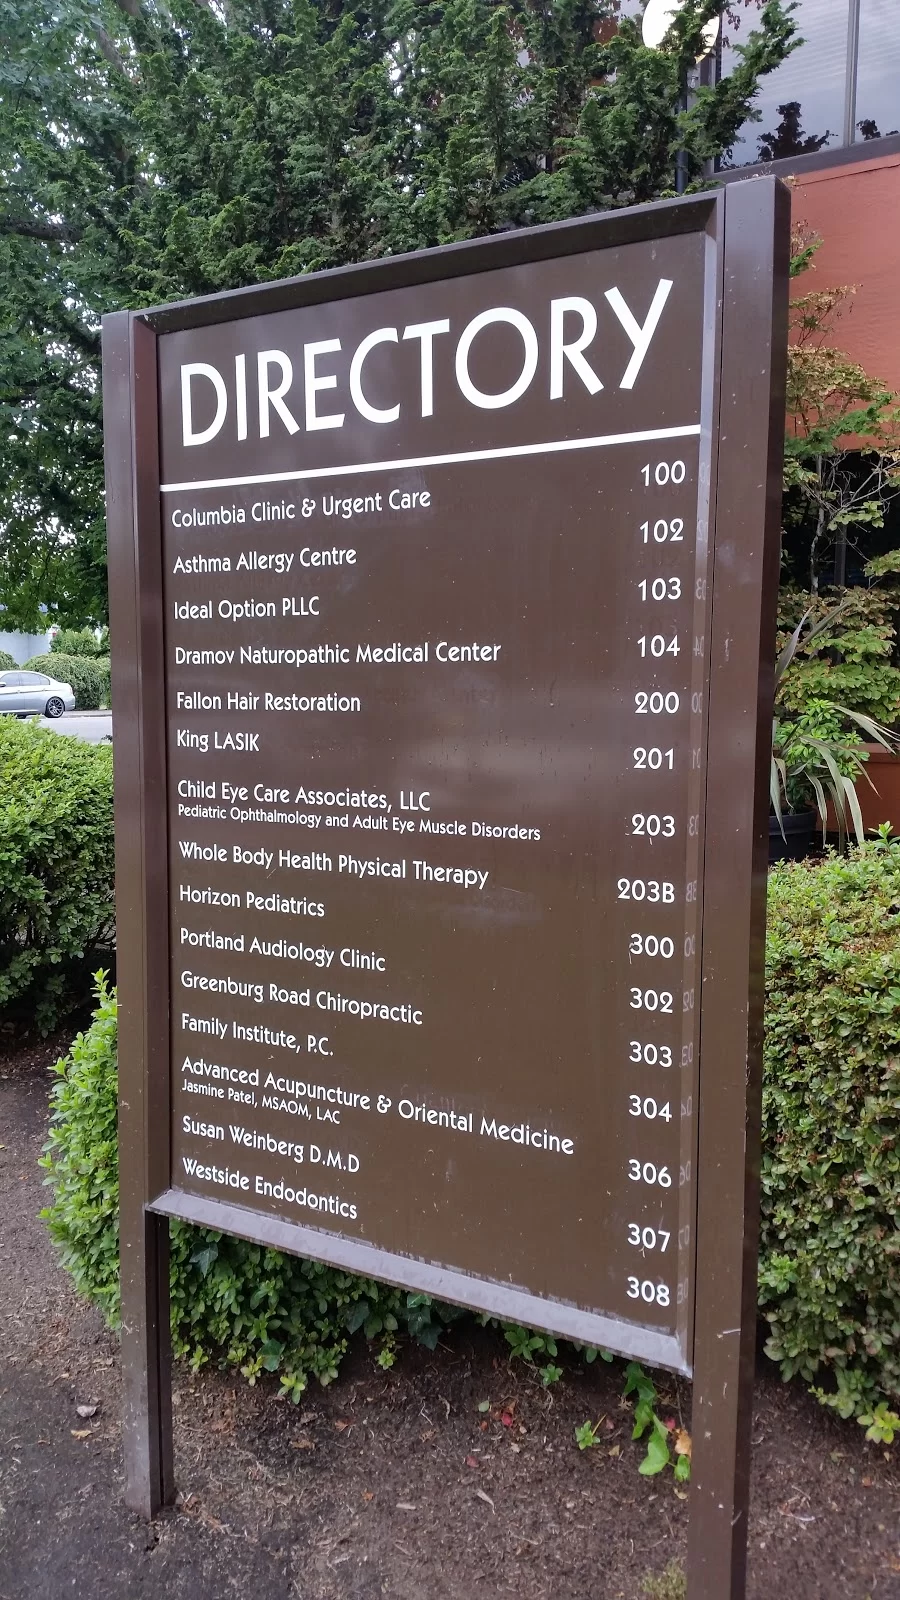 DIRECTORY
Columbia Clinic & Urgent Care 100
Asthma Allergy Centre 102
Ideal Option PLLC 103
Dramov Naturopathic Medical Center 104
Fallon Hair Restoration 200
King LASIK 201
Child Eye Care Associates, LLC 203
Pediatric Ophthalmology and Adult Eye Muscle Disorders
Whole Body Health Physical Therapy 203B
Horizon Pediatrics 300
Portland Audiology Clinic 302
Greenburg Road Chiropractic 303
Family Institute, P.C. 304
Advanced Acupuncture & Oriental Medicine 306
Jasmine Patel, MSAOM, LAC
Susan Weinberg D.M.D 307
Westside Endodontics 308